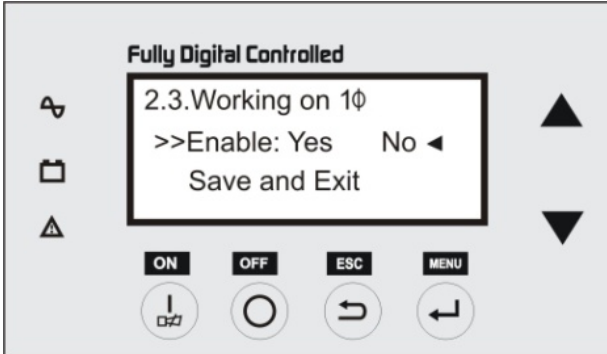 Fully Digital Controlled
2.3.Working on 1Φ
>>Enable: Yes No ◄
Save and Exit
ON OFF ESC MENU